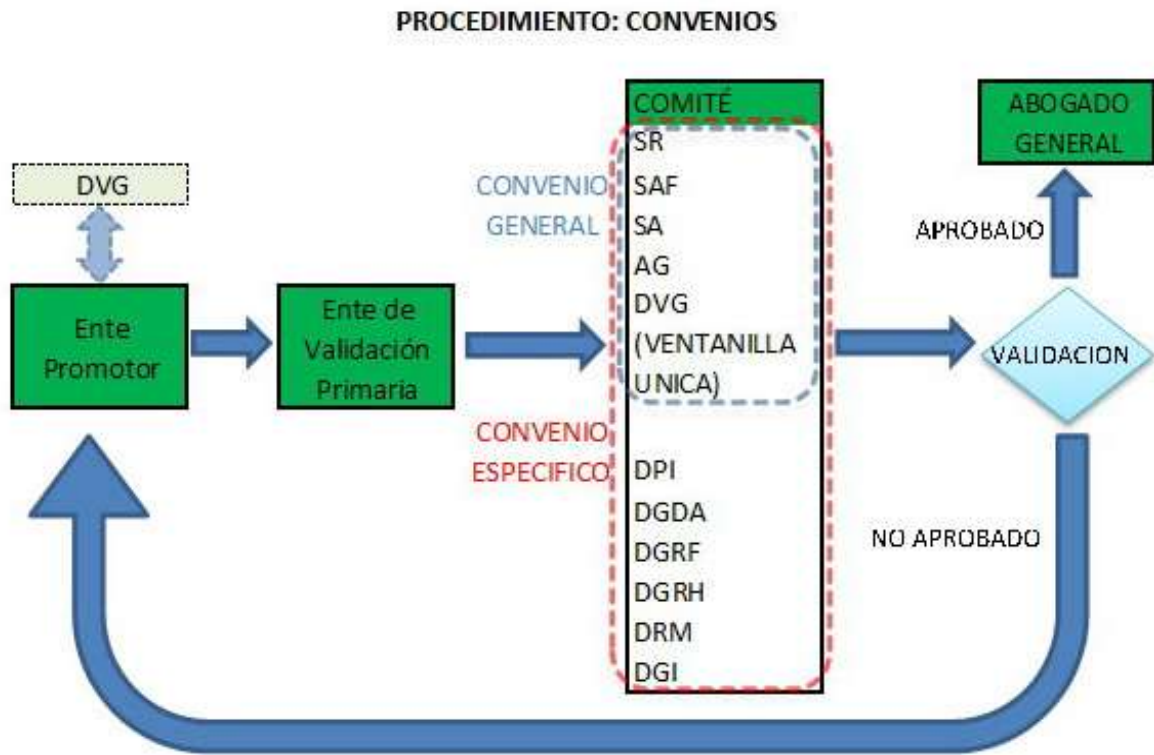 PROCEDIMIENTO: CONVENIOS
DVG
Ente
Promotor
Ente de
Validación
Primaria
CONVENIO
GENERAL
CONVENIO
ESPECIFICO
COMITÉ
SR
SAF
SA
AG
DVG
(VENTANILLA
UNICA)
DPI
DGDA
DGRF
DGRH
DRM
DGI
VALIDACION
APROBADO
ABOGADO
GENERAL
NO APROBADO